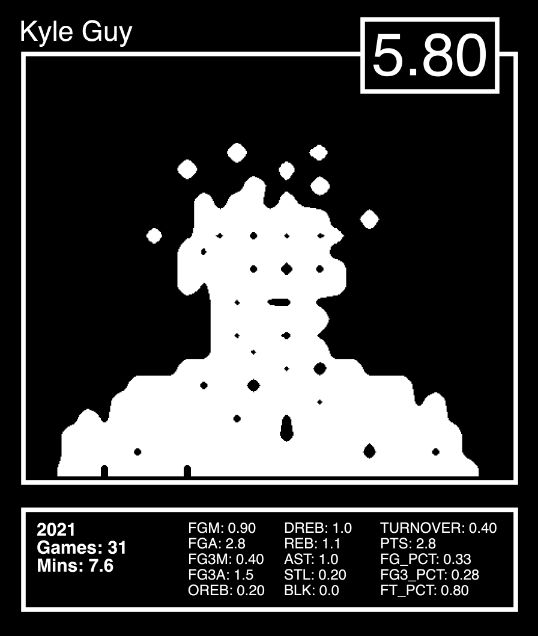 Kyle Guy
5.80
2021
Games: 31
Mins: 7.6
FGM: 0.90
FGA: 2.8
FG3M: 0.40
FG3A: 1.5
OREB: 0.20
DREB: 1.0
REB: 1.1
AST: 1.0
STL: 0.20
BLK: 0.0
TURNOVER: 0.40
PTS: 2.8
FG_PCT: 0.33
FG3_PCT: 0.28
FT_PCT: 0.80